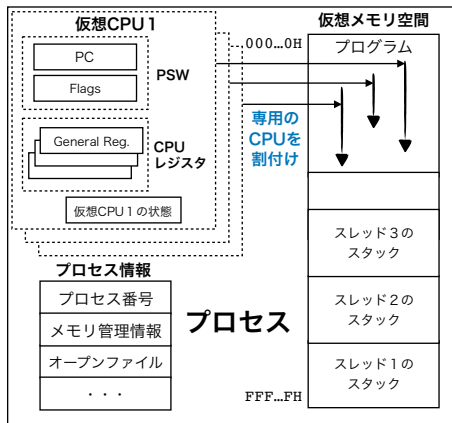 仮想CPU1
PC
Flags
PSW
General Reg.
CPU
レジスタ
仮想CPU1の状態
プロセス情報
プロセス番号
メモリ管理情報
オープンファイル
・・・
専用の
CPUを
割付け
プロセス
仮想メモリ空間
000…0H
プログラム
スレッド3の
スタック
スレッド2の
スタック
スレッド1の
スタック
FFF…FH